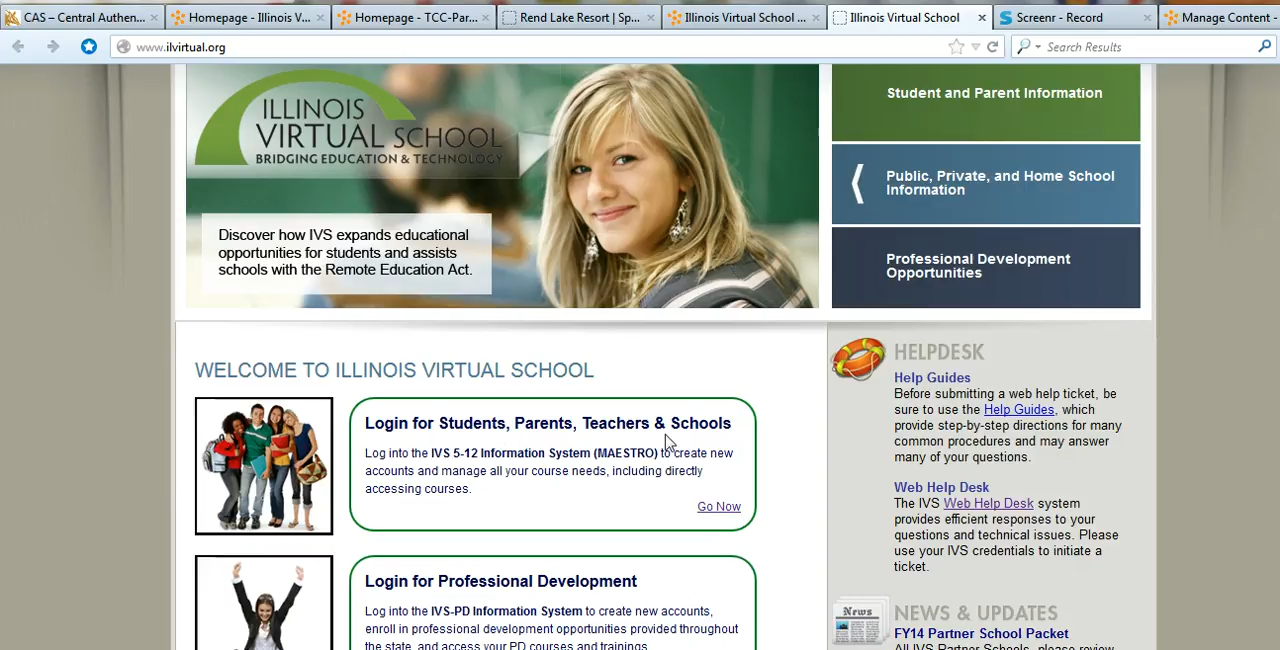 CAS – Central Authen...
Homepage - Illinois V...
Homepage - TCC-Par...
Rend Lake Resort | Sp...
Illinois Virtual School ...
Illinois Virtual School
Screenr - Record
Manage Content -
www.ilvirtual.org
Search Results
ILLINOIS
VIRTUAL SCHOOL
BRIDGING EDUCATION & TECHNOLOGY
Discover how IVS expands educational
opportunities for students and assists
schools with the Remote Education Act.
Student and Parent Information
Public, Private, and Home School
Information
Professional Development
Opportunities
WELCOME TO ILLINOIS VIRTUAL SCHOOL
Login for Students, Parents, Teachers & Schools
Log into the IVS 5-12 Information System (MAESTRO) to create new
accounts and manage all your course needs, including directly
accessing courses.
Go Now
Login for Professional Development
Log into the IVS-PD Information System to create new accounts,
enroll in professional development opportunities provided throughout
the state, and access your PD courses and trainings.
HELPDESK
Help Guides
Before submitting a web help ticket, be
sure to use the Help Guides, which
provide step-by-step directions for many
common procedures and may answer
many of your questions.
Web Help Desk
The IVS Web Help Desk system
provides efficient responses to your
questions and technical issues. Please
use your IVS credentials to initiate a
ticket.
News
NEWS & UPDATES
FY14 Partner School Packet
All IVS Partner Schools, please review